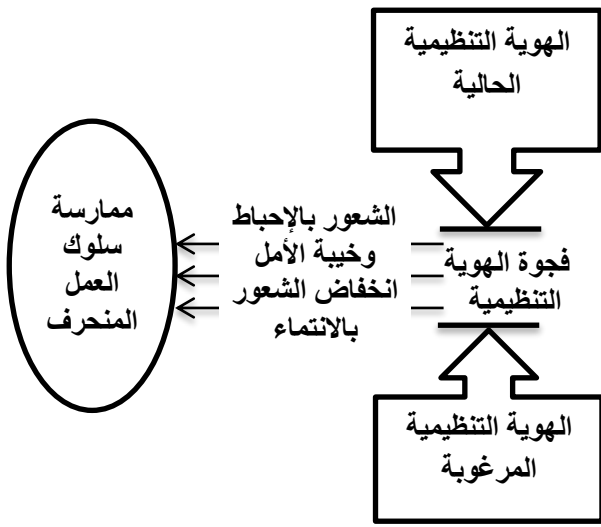 الهوية التنظيمية
الحالية
فجوة الهوية
التنظيمية
الهوية التنظيمية
المرغوبة
الشعور بالإحباط
وخيبة الأمل
انخفاض الشعور
بالانتماء
ممارسة
سلوك
العمل
المنحرف